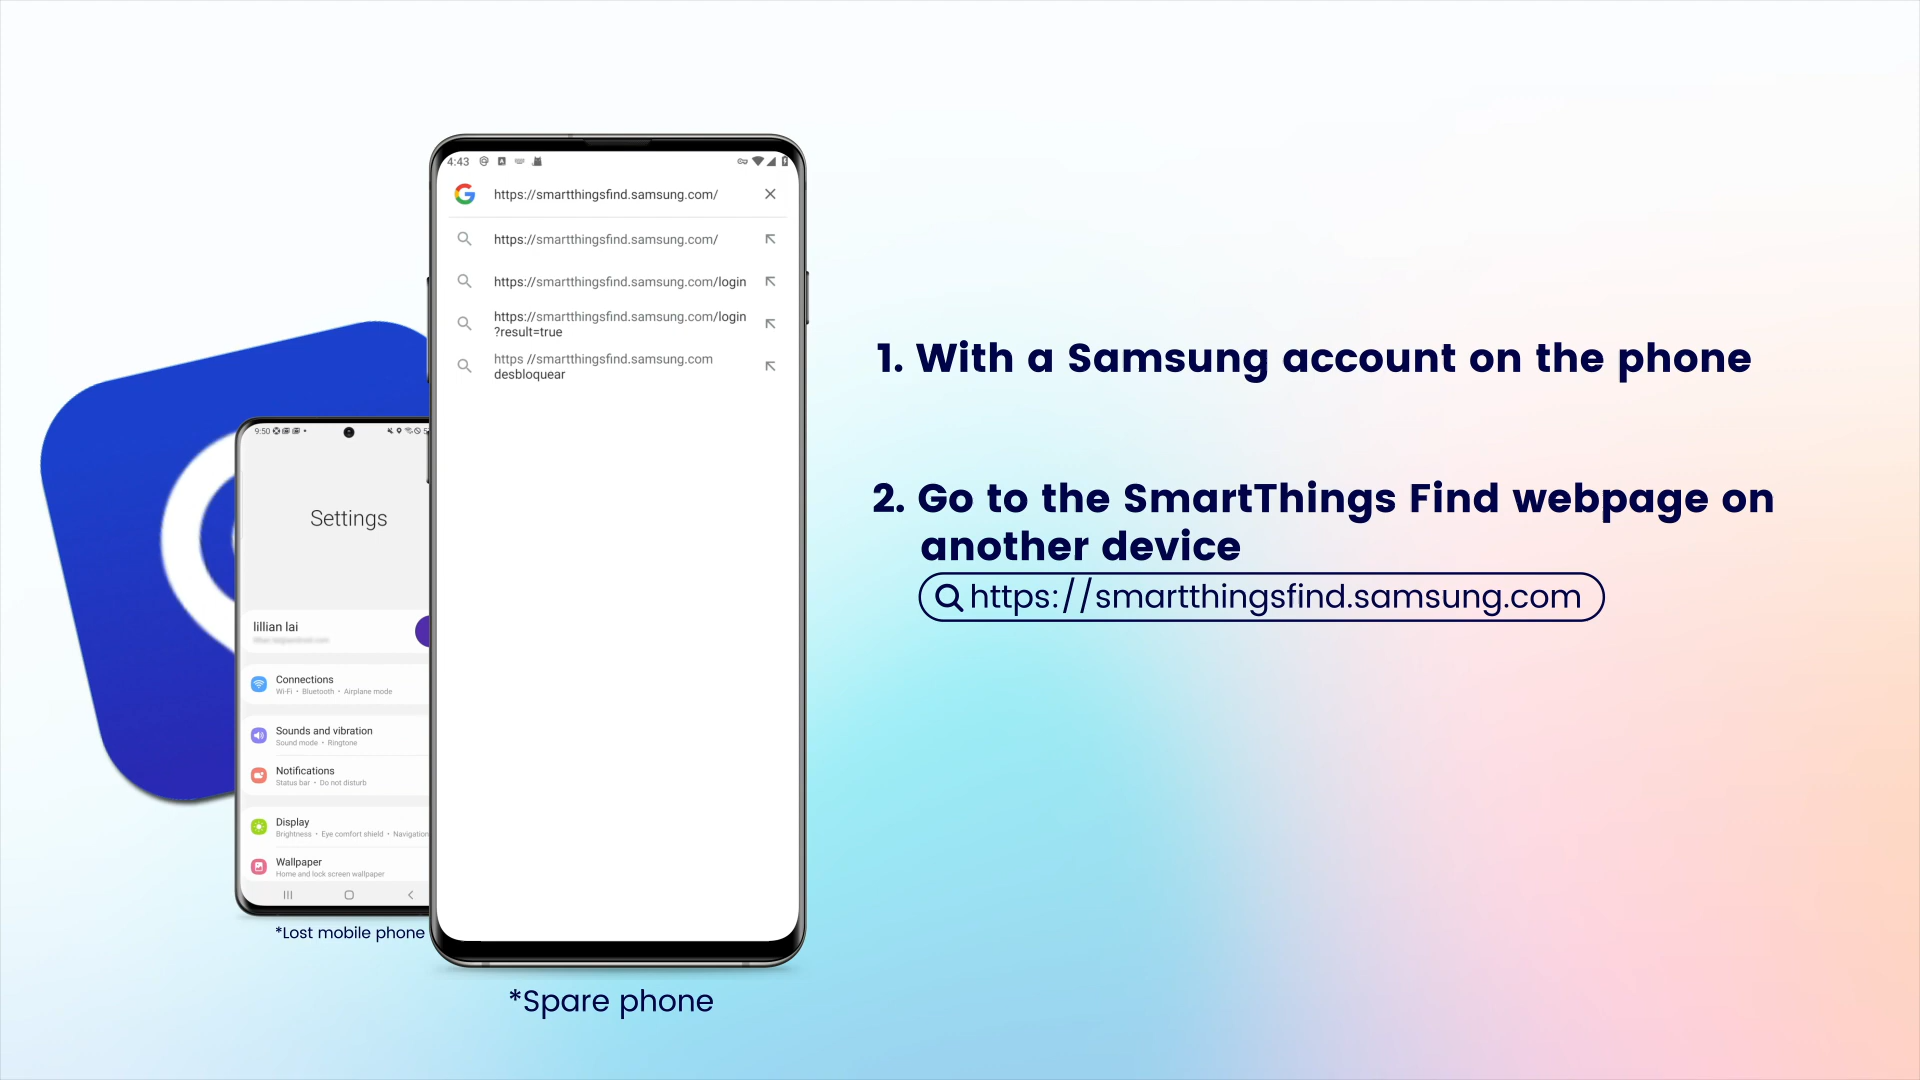 4:43
https://smartthingsfind.samsung.com/
https://smartthingsfind.samsung.com/
https://smartthingsfind.samsung.com/login
https://smartthingsfind.samsung.com/login
?result=true
https //smartthingsfind.samsung.com
desbloquear
9:50
Settings
lillian lai
Connections
Wi-Fi • Bluetooth • Airplane mode
Sounds and vibration
Sound mode • Ringtone
Notifications
Status bar • Do not disturb
Display
Brightness • Eye comfort shield • Navigation
Wallpaper
Home and lock screen wallpaper
*Lost mobile phone
*Spare phone
1. With a Samsung account on the phone
2. Go to the SmartThings Find webpage on
another device
https://smartthingsfind.samsung.com